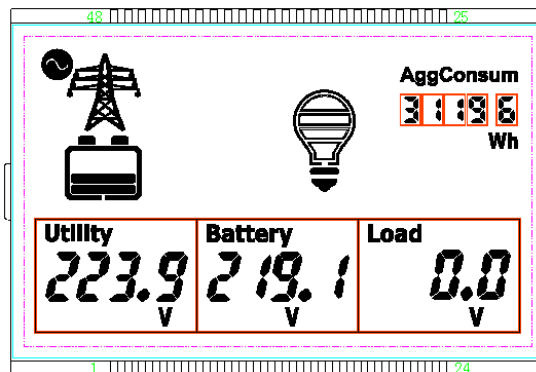 48 25
AggConsum
31196
Wh
Utility Battery Load
223.9 219.1 0.0
V V V
1 24